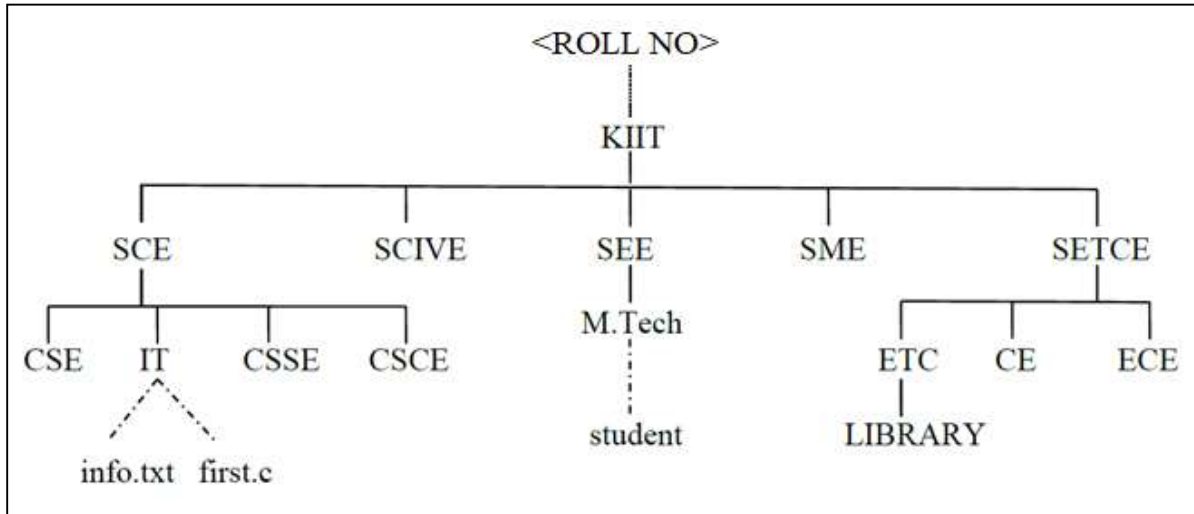 <ROLL NO>
KIIT
SCE SCIVE SEE SME SETCE
M.Tech
CSE IT CSSE CSCE ETC CE ECE
student LIBRARY
info.txt first.c